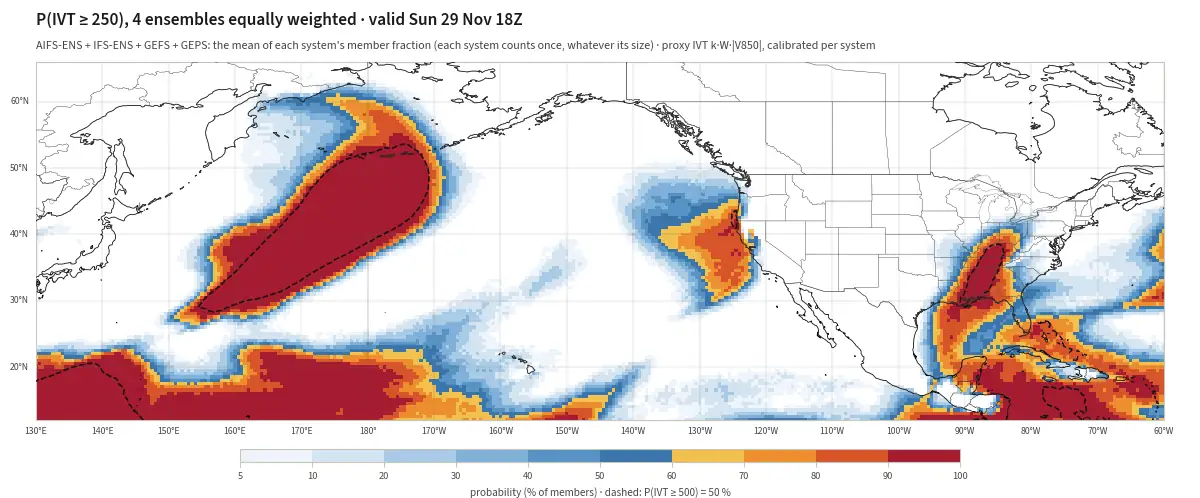 P(IVT ≥ 250), 4 ensembles equally weighted · valid Sun 29 Nov 18Z
AIFS-ENS + IFS-ENS + GEFS + GEPS: the mean of each system's member fraction (each system counts once, whatever its size) · proxy IVT k·W·|V850|, calibrated per system
60°N
50°N
40°N
30°N
20°N
130°E 140°E 150°E 160°E 170°E 180° 170°W 160°W 150°W 140°W 130°W 120°W 110°W 100°W 90°W 80°W 70°W 60°W
5 10 20 30 40 50 60 70 80 90 100
probability (% of members) · dashed: P(IVT ≥ 500) = 50 %